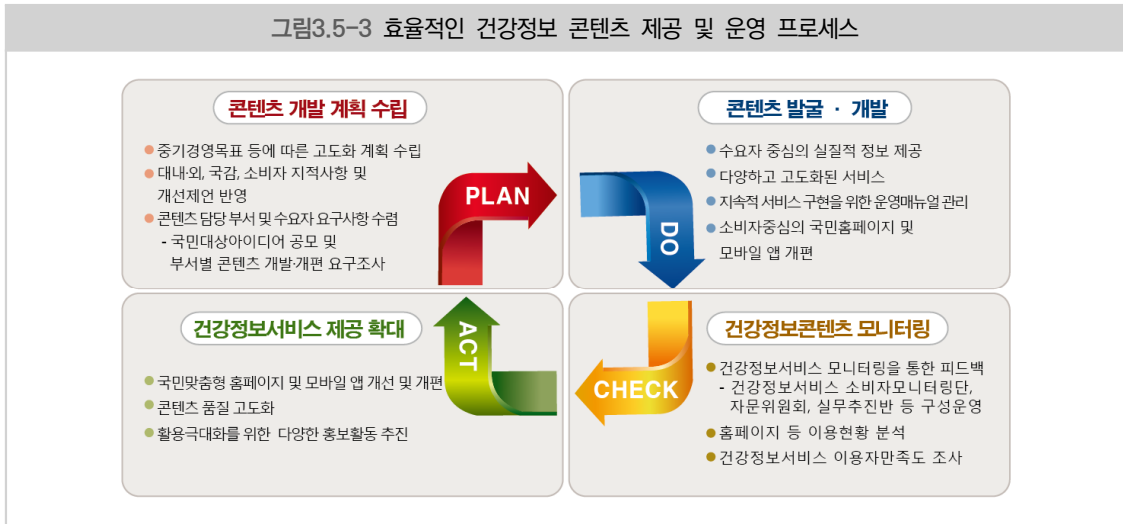 그림3.5-3 효율적인 건강정보 콘텐츠 제공 및 운영 프로세스
콘텐츠 개발 계획 수립
● 중기경영목표 등에 따른 고도화 계획 수립
● 대내·외, 국감, 소비자 지적사항 및
개선제언 반영
● 콘텐츠 담당 부서 및 수요자 요구사항 수렴
- 국민대상아이디어 공모 및
부서별 콘텐츠 개발·개편 요구조사
PLAN
콘텐츠 발굴 · 개발
● 수요자 중심의 실질적 정보 제공
● 다양하고 고도화된 서비스
● 지속적 서비스 구현을 위한 운영매뉴얼 관리
● 소비자중심의 국민홈페이지 및
모바일 앱 개편
DO
건강정보서비스 제공 확대
● 국민맞춤형 홈페이지 및 모바일 앱 개선 및 개편
● 콘텐츠 품질 고도화
● 활용극대화를 위한 다양한 홍보활동 추진
ACT
건강정보콘텐츠 모니터링
● 건강정보서비스 모니터링을 통한 피드백
- 건강정보서비스 소비자모니터링단,
자문위원회, 실무추진반 등 구성운영
● 홈페이지 등 이용현황 분석
● 건강정보서비스 이용자만족도 조사
CHECK